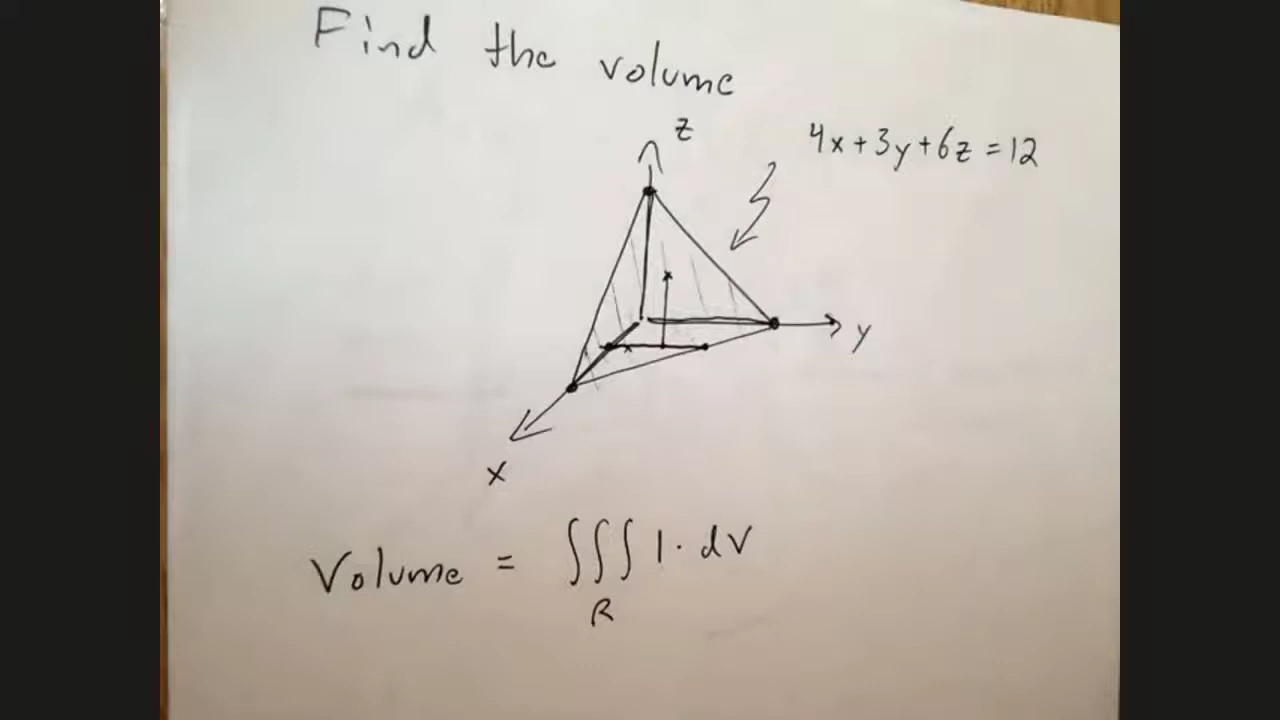 Find the volume
z
4x+3y+6z=12
y
x
Volume = ∫∫∫ 1· dV
R